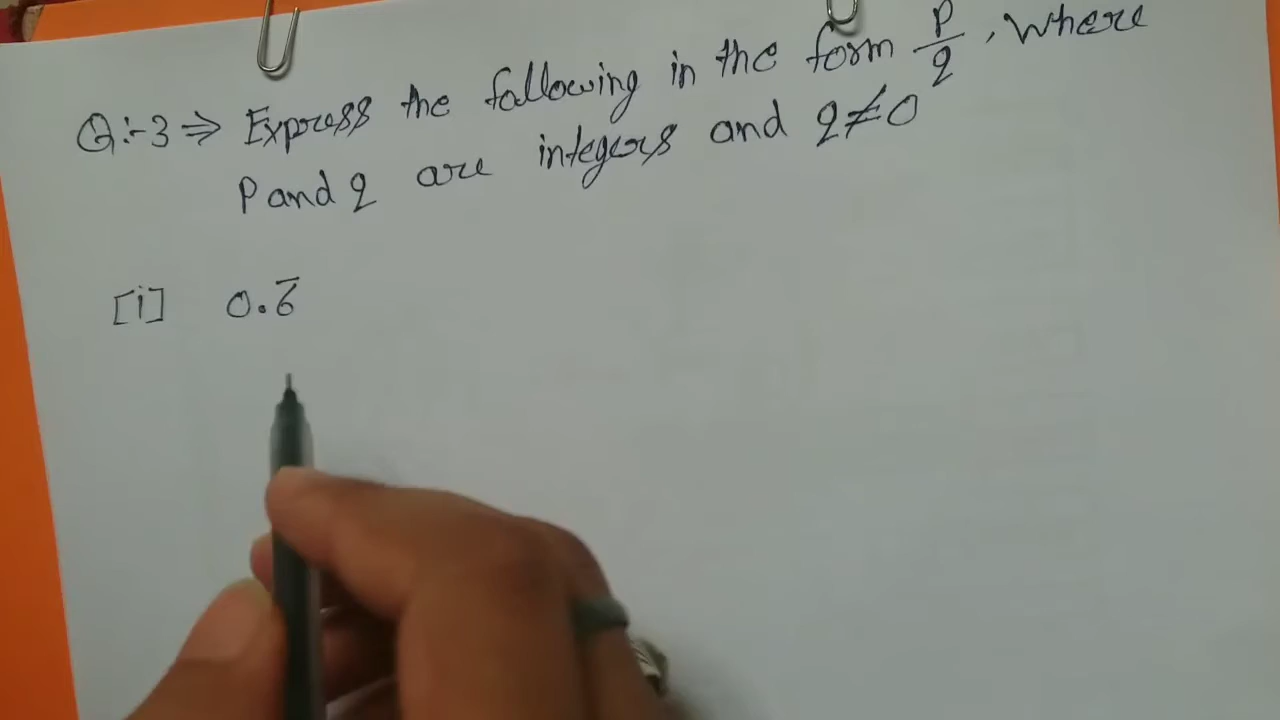 Q:-3⇒ Express the following in the form p/q, where
p and q are integers and q≠0
[i] 0.6̅